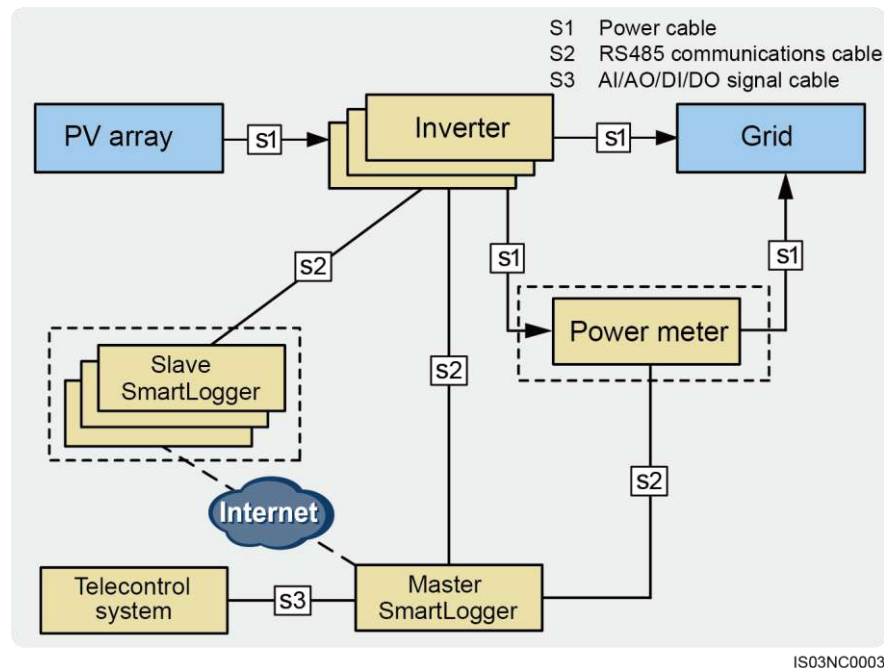 S1 Power cable
S2 RS485 communications cable
S3 AI/AO/DI/DO signal cable
PV array
s1
Inverter
s1
Grid
s2
s1
s1
Power meter
Slave
SmartLogger
s2
s2
Internet
Telecontrol
system
s3
Master
SmartLogger
IS03NC0003